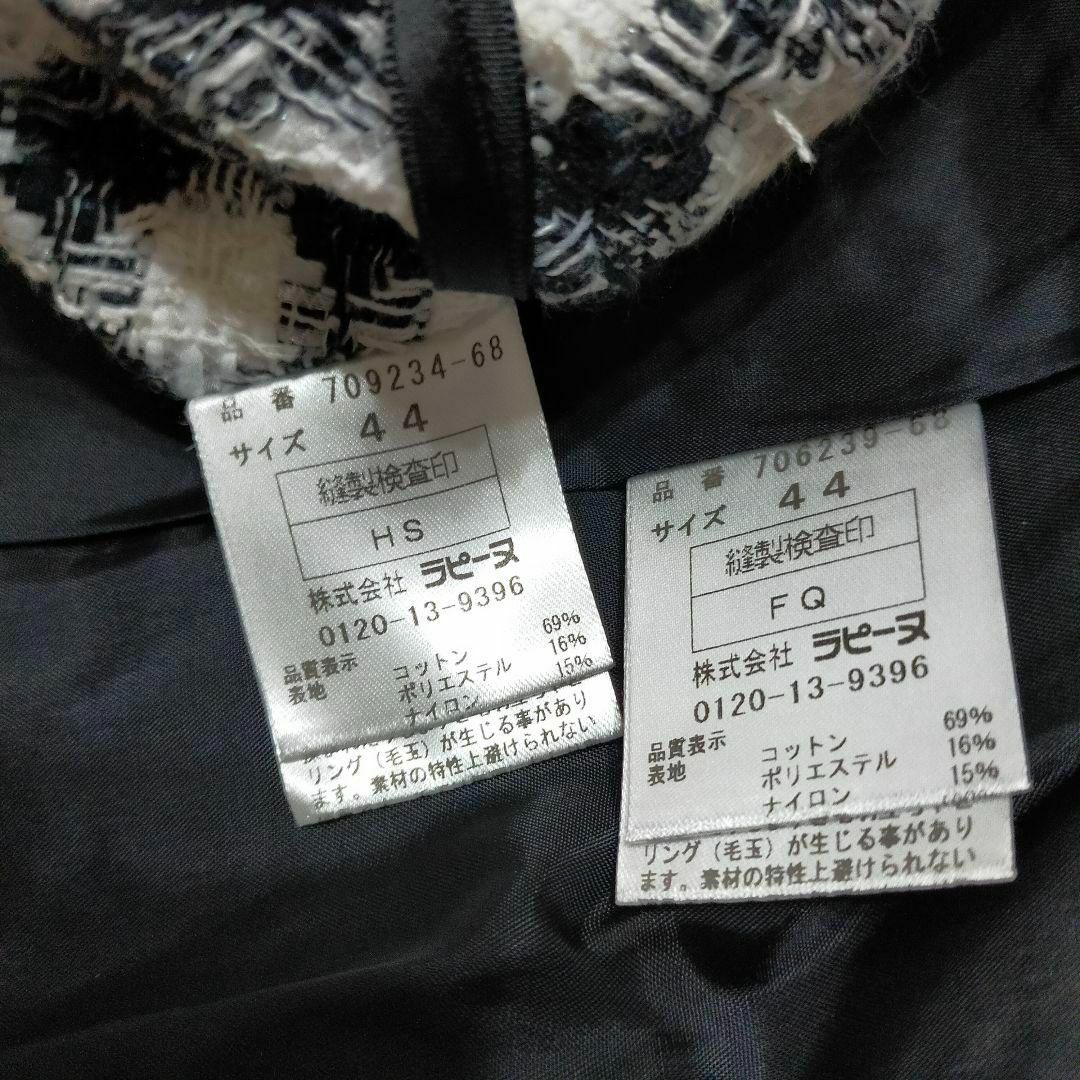 品番 709234-68
サイズ 44
縫製検査印
HS
株式会社 ラピーヌ
0120-13-9396
品質表示
表地 コットン 69%
ポリエステル 16%
ナイロン 15%
リング(毛玉)が生じる事があり
ます。素材の特性上避けられない
品番 706239-68
サイズ 44
縫製検査印
FQ
株式会社 ラピーヌ
0120-13-9396
品質表示
表地 コットン 69%
ポリエステル 16%
ナイロン 15%
リング(毛玉)が生じる事があり
ます。素材の特性上避けられない